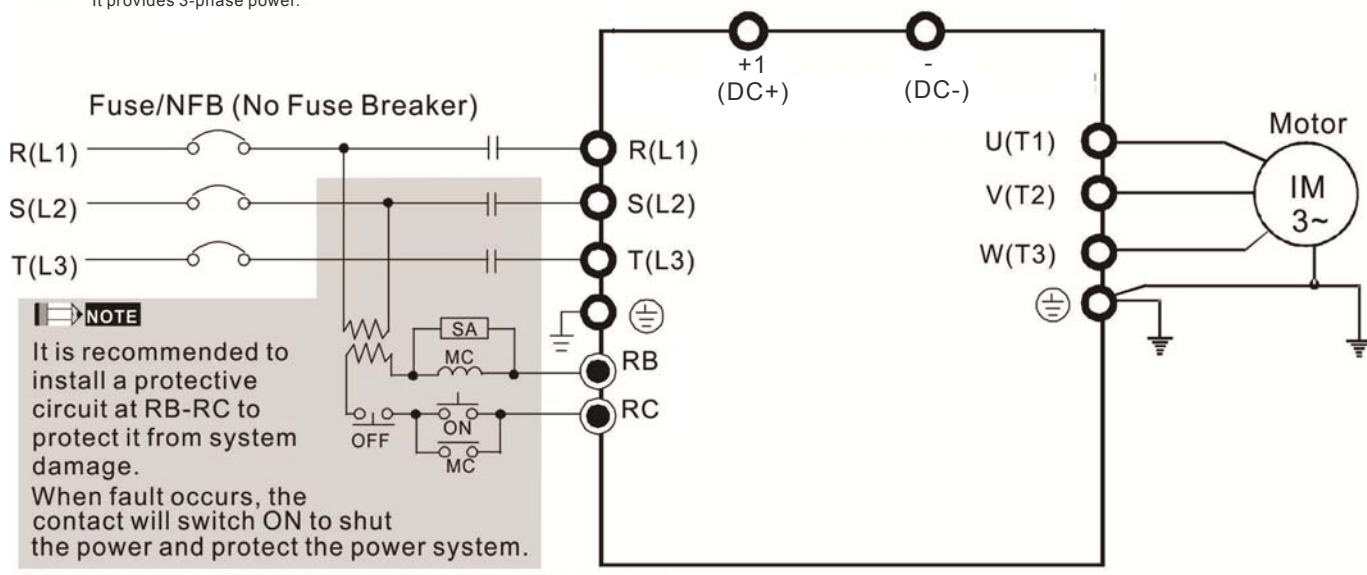 It provides 3-phase power.
+1
(DC+)
-
(DC-)
Fuse/NFB (No Fuse Breaker)
R(L1)
R(L1)
U(T1)
Motor
S(L2)
S(L2)
V(T2)
IM
3~
T(L3)
T(L3)
W(T3)
NOTE
It is recommended to
install a protective
circuit at RB-RC to
protect it from system
damage.
When fault occurs, the
contact will switch ON to shut
the power and protect the power system.
SA
MC
RB
OFF
ON
MC
RC